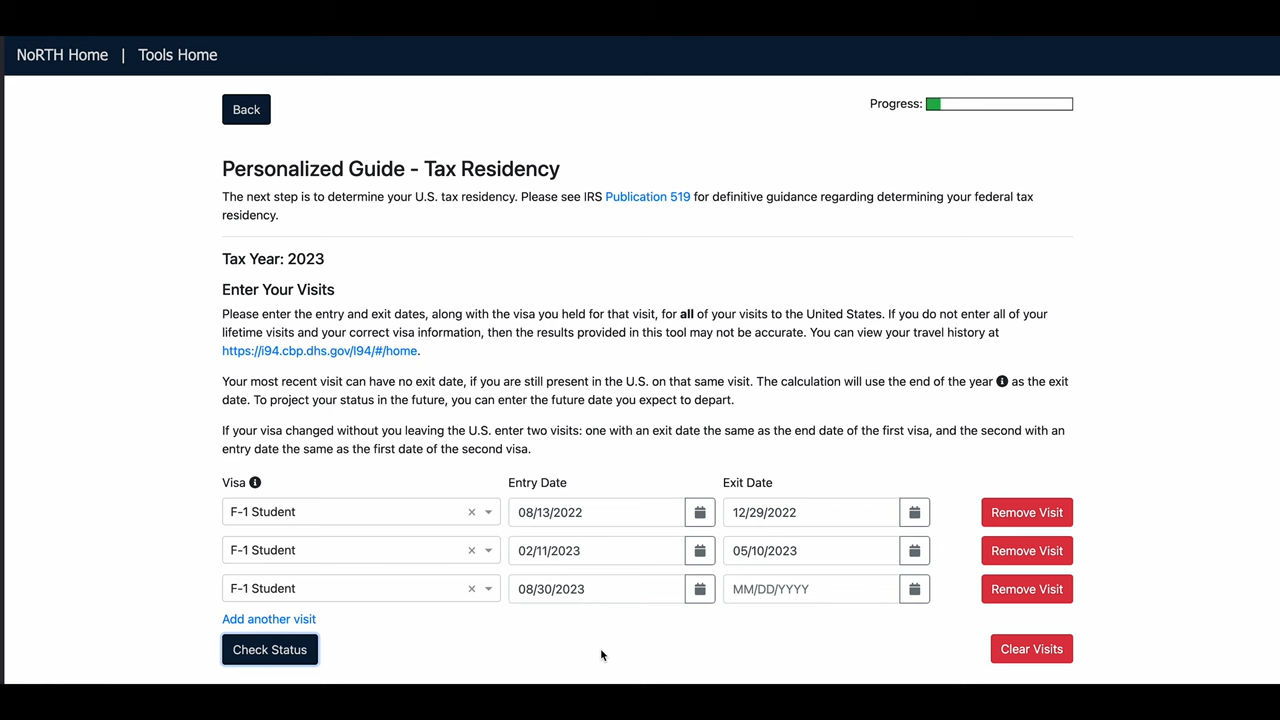 NoRTH Home | Tools Home
Back
Progress:
Personalized Guide - Tax Residency
The next step is to determine your U.S. tax residency. Please see IRS Publication 519 for definitive guidance regarding determining your federal tax
residency.
Tax Year: 2023
Enter Your Visits
Please enter the entry and exit dates, along with the visa you held for that visit, for all of your visits to the United States. If you do not enter all of your
lifetime visits and your correct visa information, then the results provided in this tool may not be accurate. You can view your travel history at
https://i94.cbp.dhs.gov/I94/#/home.
Your most recent visit can have no exit date, if you are still present in the U.S. on that same visit. The calculation will use the end of the year as the exit
date. To project your status in the future, you can enter the future date you expect to depart.
If your visa changed without you leaving the U.S. enter two visits: one with an exit date the same as the end date of the first visa, and the second with an
entry date the same as the first date of the second visa.
Visa Entry Date Exit Date
F-1 Student 08/13/2022 12/29/2022 Remove Visit
F-1 Student 02/11/2023 05/10/2023 Remove Visit
F-1 Student 08/30/2023 MM/DD/YYYY Remove Visit
Add another visit
Check Status Clear Visits